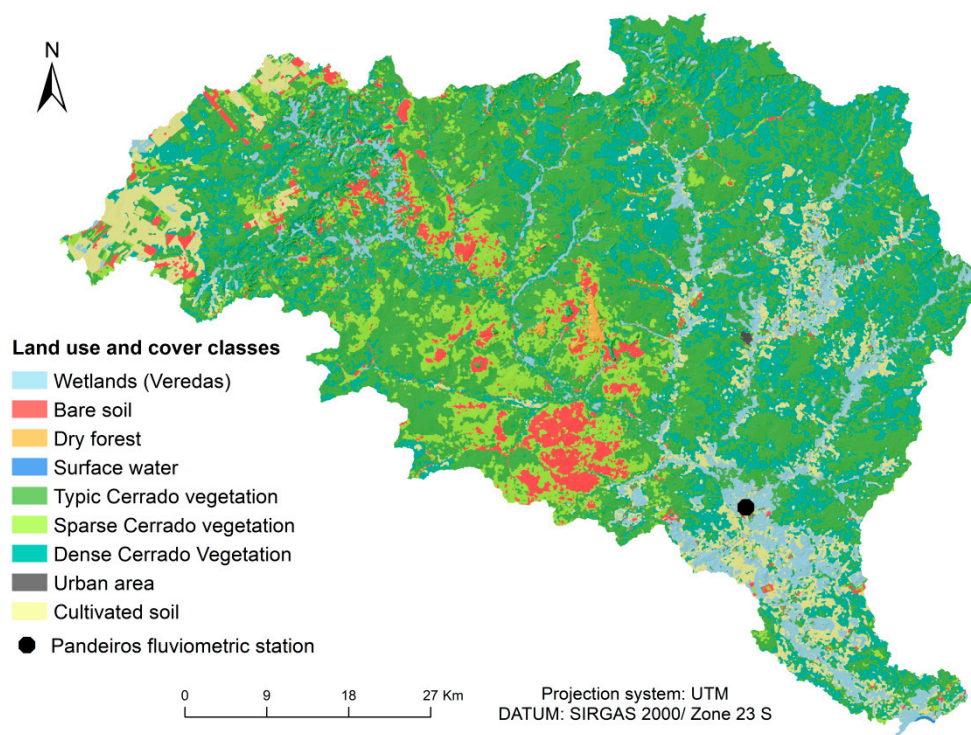 N
Land use and cover classes
Wetlands (Veredas)
Bare soil
Dry forest
Surface water
Typic Cerrado vegetation
Sparse Cerrado vegetation
Dense Cerrado Vegetation
Urban area
Cultivated soil
Pandeiros fluviometric station
0 9 18 27 Km
Projection system: UTM
DATUM: SIRGAS 2000/ Zone 23 S